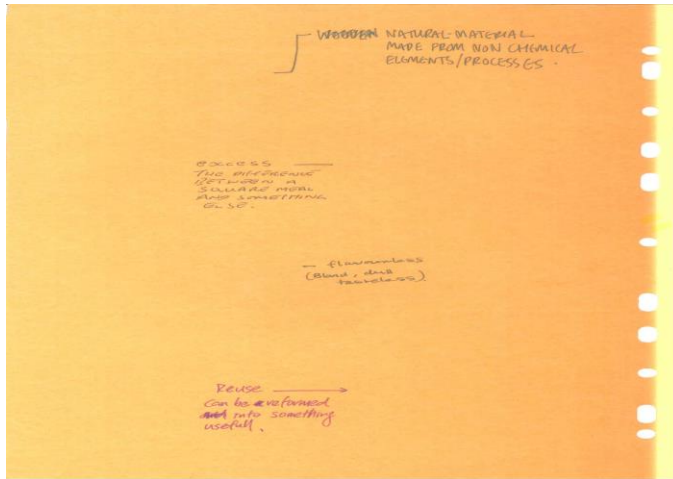 WOODEN NATURAL MATERIAL
MADE FROM NON CHEMICAL
ELEMENTS/PROCESSES.
EXCESS
THE DIFFERENCE
BETWEEN A
SQUARE MEAL
AND SOMETHING
ELSE.
- flavourless
(Bland, dull
tasteless).
Reuse
Can be reformed
into something
usefull.